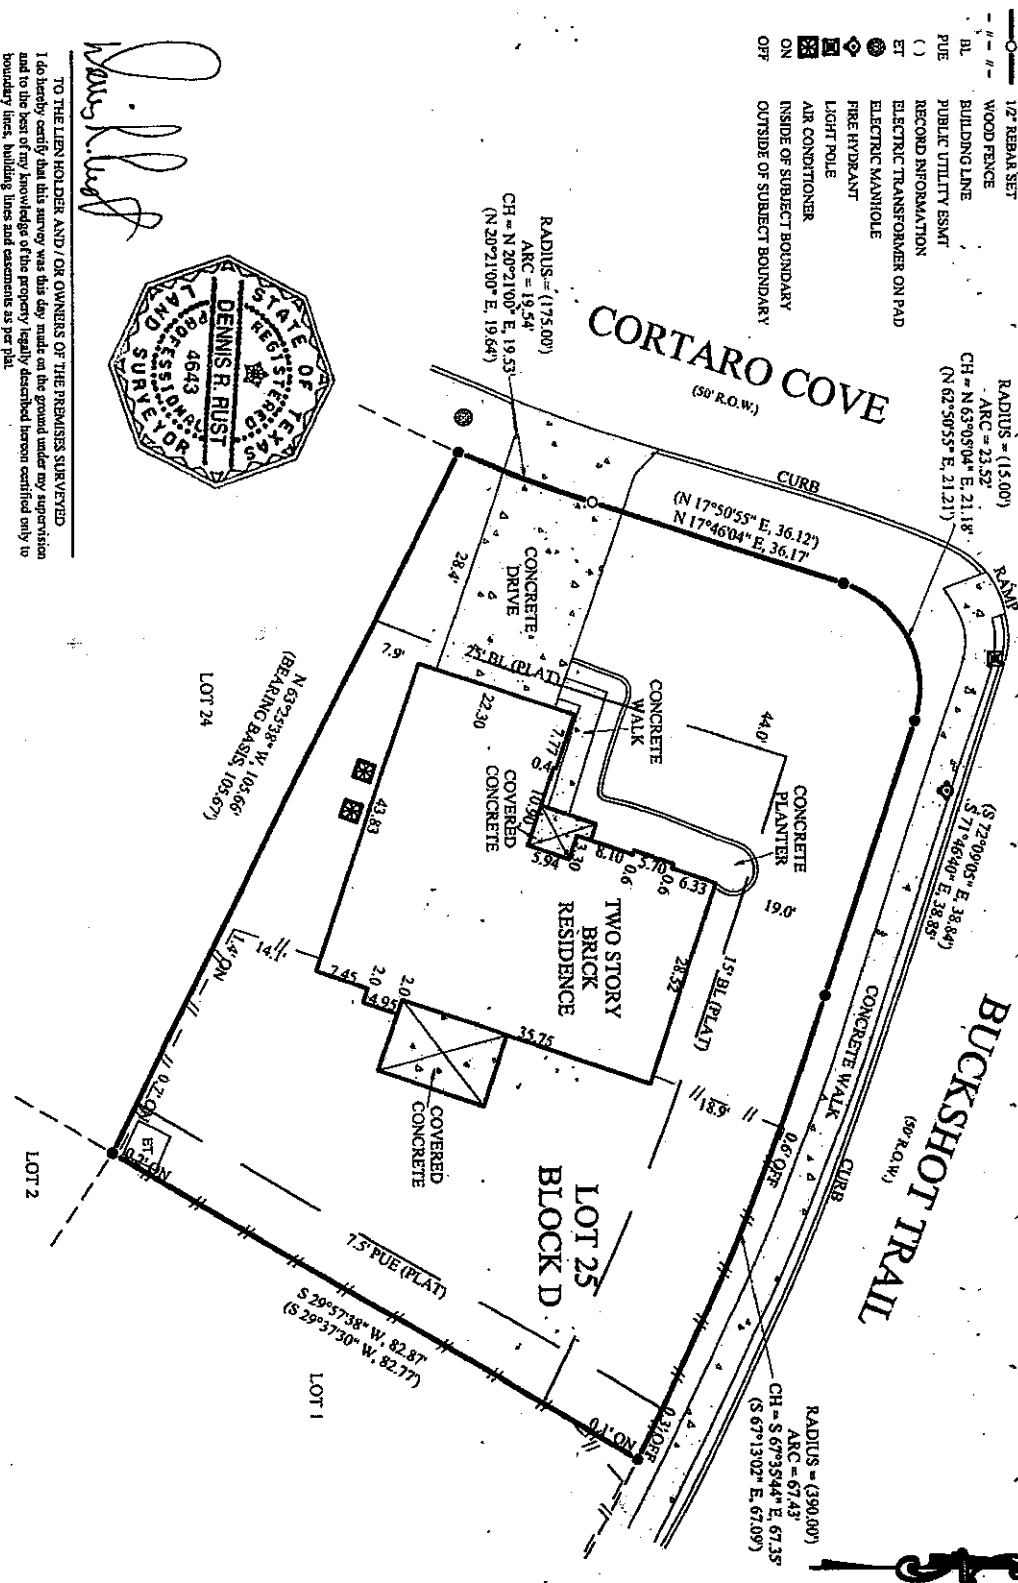 1/2" REBAR SET
WOOD FENCE
BL BUILDING LINE
PUE PUBLIC UTILITY ESMT
( ) RECORD INFORMATION
ET ELECTRIC TRANSFORMER ON PAD
ELECTRIC MANHOLE
FIRE HYDRANT
LIGHT POLE
AIR CONDITIONER
ON INSIDE OF SUBJECT BOUNDARY
OFF OUTSIDE OF SUBJECT BOUNDARY
RADIUS = (15.00')
ARC = 23.52'
CH = N 63°05'04" E, 21.18'
(N 62°50'55" E, 21.21')
RADIUS = (175.00')
ARC = 19.54'
CH = N 20°21'00" E, 19.53'
(N 20°21'00" E, 19.64')
CORTARO COVE
(50' R.O.W.)
CURB
RAMP
(N 17°50'55" E, 36.12')
N 17°46'04" E, 36.17'
(S 72°09'05" E, 38.84')
S 71°46'40" E, 38.85'
BUCKSHOT TRAIL
(50' R.O.W.)
CONCRETE WALK
CURB
RADIUS = (390.00')
ARC = 67.43'
CH = S 67°35'44" E, 67.35'
(S 67°13'02" E, 67.09')
CONCRETE
DRIVE
28.4'
7.9'
25' BL (PLAT)
22.30
CONCRETE
WALK
44.0'
CONCRETE
PLANTER
7.77
0.4
10.90
COVERED
CONCRETE
5.94
3.30
8.10
0.6
5.70
0.6
6.33
19.0'
15' BL (PLAT)
28.52
TWO STORY
BRICK
RESIDENCE
43.83
14.1'
1.4' ON
7.45
2.0
4.95
2.0
35.75
18.9'
0.6' OFF
COVERED
CONCRETE
LOT 25
BLOCK D
0.2' ON
ET
0.2' ON
7.5' PUE (PLAT)
S 29°57'38" W, 82.87'
(S 29°37'30" W, 82.77')
0.3' OFF
0.1' ON
LOT 24
N 63°25'38" W, 105.66'
(BEARING BASIS, 105.67')
LOT 2
LOT 1
STATE OF TEXAS
REGISTERED
DENNIS R. RUST
4643
PROFESSIONAL
LAND SURVEYOR
TO THE LIEN HOLDER AND / OR OWNERS OF THE PREMISES SURVEYED
I do hereby certify that this survey was this day made on the ground under my supervision
and to the best of my knowledge of the property legally described hereon certified only to
boundary lines, building lines and easements as per plat.